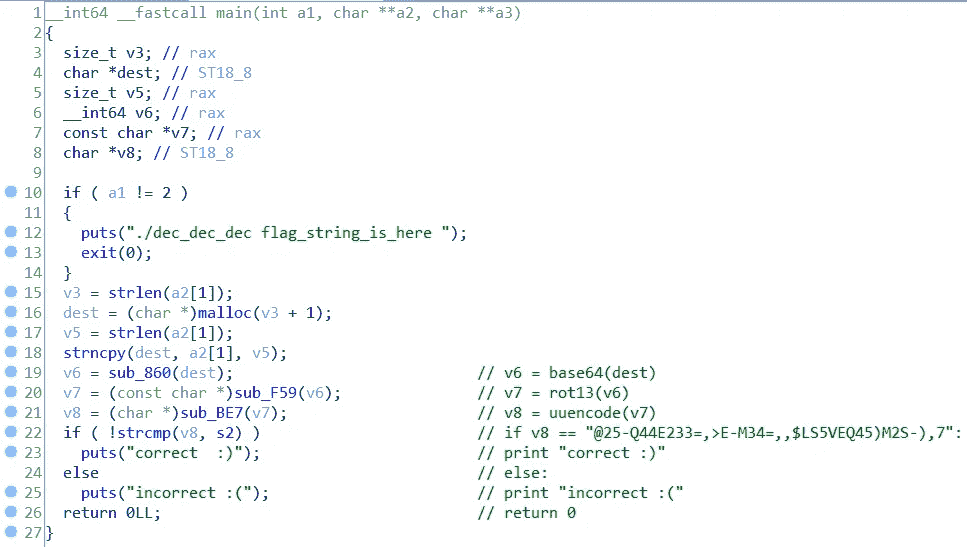 1 __int64 __fastcall main(int a1, char **a2, char **a3)
2 {
3 size_t v3; // rax
4 char *dest; // ST18_8
5 size_t v5; // rax
6 __int64 v6; // rax
7 const char *v7; // rax
8 char *v8; // ST18_8
9
10 if ( a1 != 2 )
11 {
12 puts("./dec_dec_dec flag_string_is_here ");
13 exit(0);
14 }
15 v3 = strlen(a2[1]);
16 dest = (char *)malloc(v3 + 1);
17 v5 = strlen(a2[1]);
18 strncpy(dest, a2[1], v5);
19 v6 = sub_860(dest); // v6 = base64(dest)
20 v7 = (const char *)sub_F59(v6); // v7 = rot13(v6)
21 v8 = (char *)sub_BE7(v7); // v8 = uuencode(v7)
22 if ( !strcmp(v8, s2) ) // if v8 == "@25-Q44E233=,>E-M34=,,$LS5VEQ45)M2S-),7":
23 puts("correct  :)"); // print "correct :)"
24 else // else:
25 puts("incorrect :("); // print "incorrect :("
26 return 0LL; // return 0
27 }